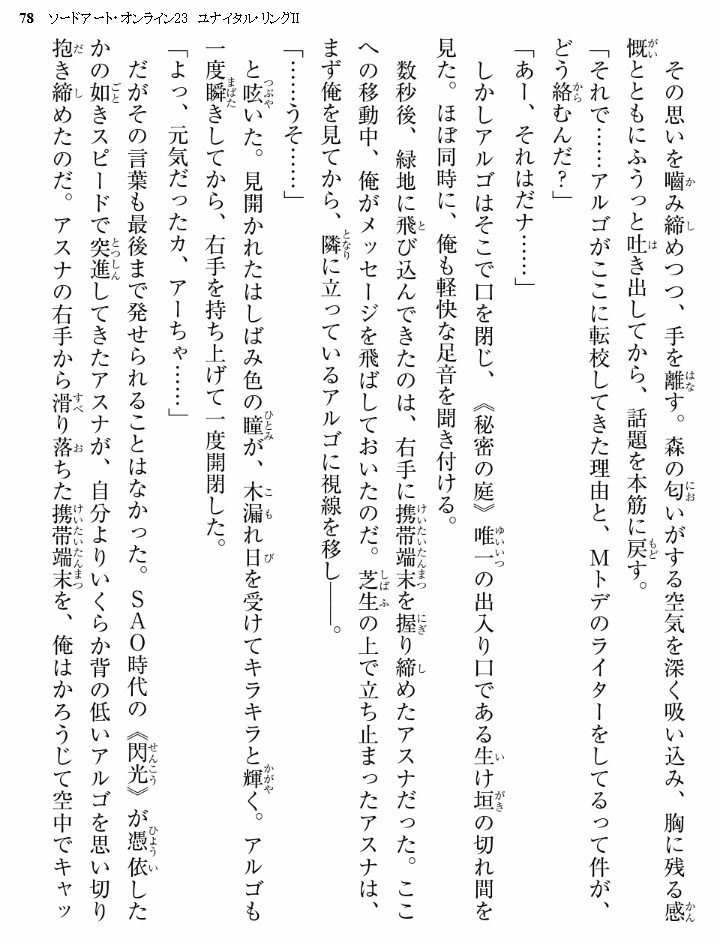 78 ソードアート・オンライン23 ユナイタル・リングII
その思いを嚙み締めつつ、手を離す。森の匂いがする空気を深く吸い込み、胸に残る感
慨とともにふうっと吐き出してから、話題を本筋に戻す。
「それで……アルゴがここに転校してきた理由と、Ｍトデのライターをしてるって件が、
どう絡むんだ？」
「あー、それはだナ……」
しかしアルゴはそこで口を閉じ、《秘密の庭》唯一の出入り口である生け垣の切れ間を
見た。ほぼ同時に、俺も軽快な足音を聞き付ける。
数秒後、緑地に飛び込んできたのは、右手に携帯端末を握り締めたアスナだった。ここ
への移動中、俺がメッセージを飛ばしておいたのだ。芝生の上で立ち止まったアスナは、
まず俺を見てから、隣に立っているアルゴに視線を移し――。
「……うそ……」
と呟いた。見開かれたはしばみ色の瞳が、木漏れ日を受けてキラキラと輝く。アルゴも
一度瞬きしてから、右手を持ち上げて一度開閉した。
「よっ、元気だったカ、アーちゃ……」
だがその言葉も最後まで発せられることはなかった。ＳＡＯ時代の《閃光》が憑依した
かの如きスピードで突進してきたアスナが、自分よりいくらか背の低いアルゴを思い切り
抱き締めたのだ。アスナの右手から滑り落ちた携帯端末を、俺はかろうじて空中でキャッ